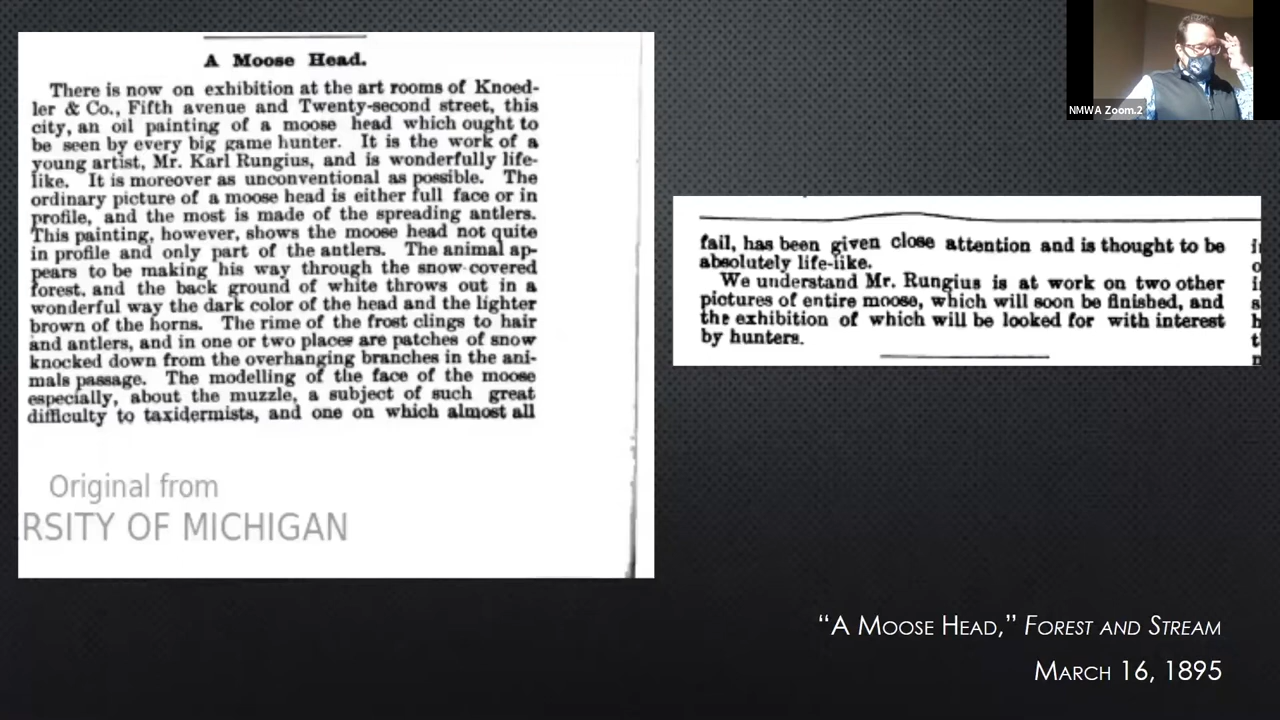 A Moose Head.
There is now on exhibition at the art rooms of Knoed-
ler & Co., Fifth avenue and Twenty-second street, this
city, an oil painting of a moose head which ought to
be seen by every big game hunter. It is the work of a
young artist, Mr. Karl Rungius, and is wonderfully life-
like. It is moreover as unconventional as possible. The
ordinary picture of a moose head is either full face or in
profile, and the most is made of the spreading antlers.
This painting, however, shows the moose head not quite
in profile and only part of the antlers. The animal ap-
pears to be making his way through the snow-covered
forest, and the back ground of white throws out in a
wonderful way the dark color of the head and the lighter
brown of the horns. The rime of the frost clings to hair
and antlers, and in one or two places are patches of snow
knocked down from the overhanging branches in the ani-
mals passage. The modelling of the face of the moose
especially, about the muzzle, a subject of such great
difficulty to taxidermists, and one on which almost all
Original from
RSITY OF MICHIGAN
fail, has been given close attention and is thought to be
absolutely life-like.
We understand Mr. Rungius is at work on two other
pictures of entire moose, which will soon be finished, and
the exhibition of which will be looked for with interest
by hunters.
NMWA Zoom.2
“A Moose Head,” Forest and Stream
March 16, 1895